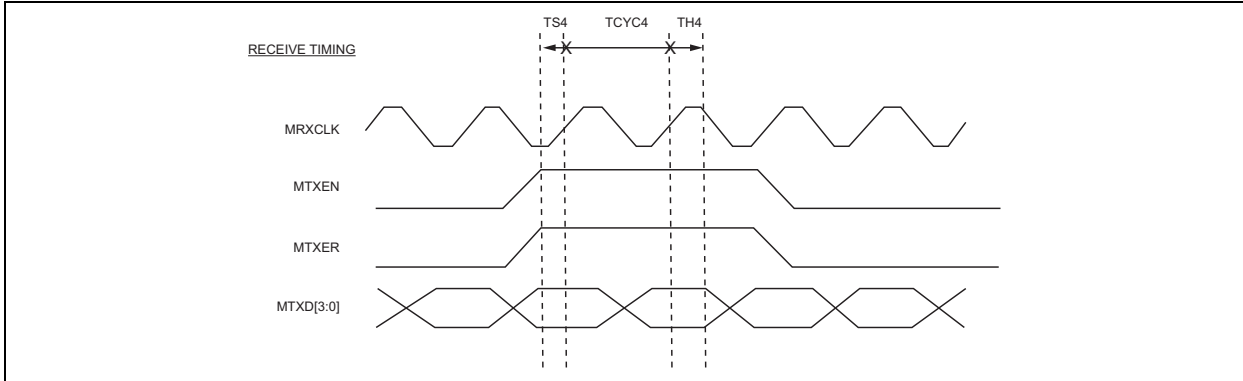 TS4 TCYC4 TH4
RECEIVE TIMING
MRXCLK
MTXEN
MTXER
MTXD[3:0]